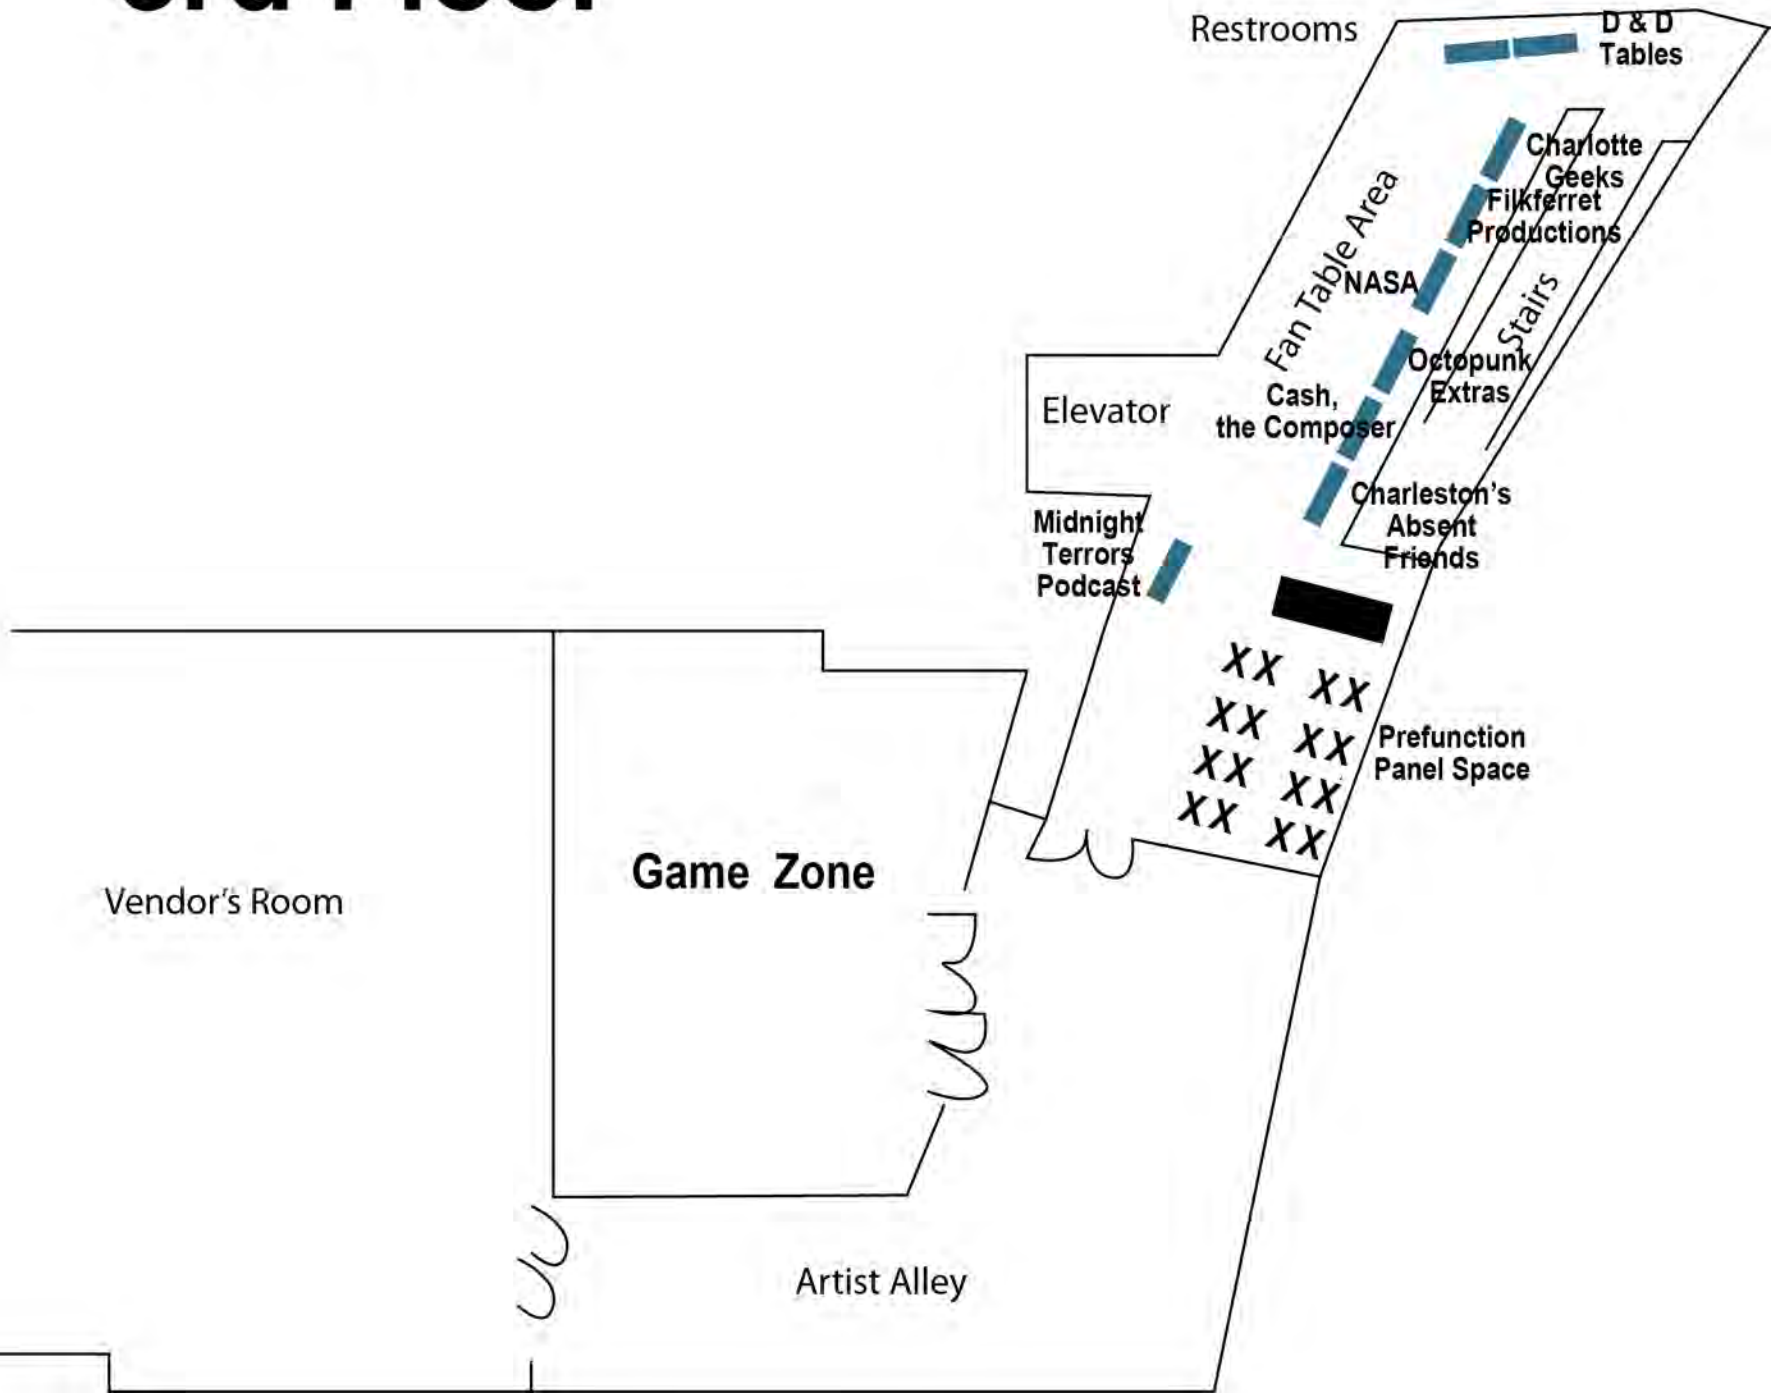 3rd Floor
Restrooms
D & D
Tables
Charlotte
Geeks
Filkferret
Productions
Fan Table Area
NASA
Stairs
Octopunk
Extras
Cash,
the Composer
Elevator
Charleston's
Absent
Friends
Midnight
Terrors
Podcast
XX XX
XX XX
XX XX
XX XX
Prefunction
Panel Space
Game Zone
Vendor's Room
Artist Alley